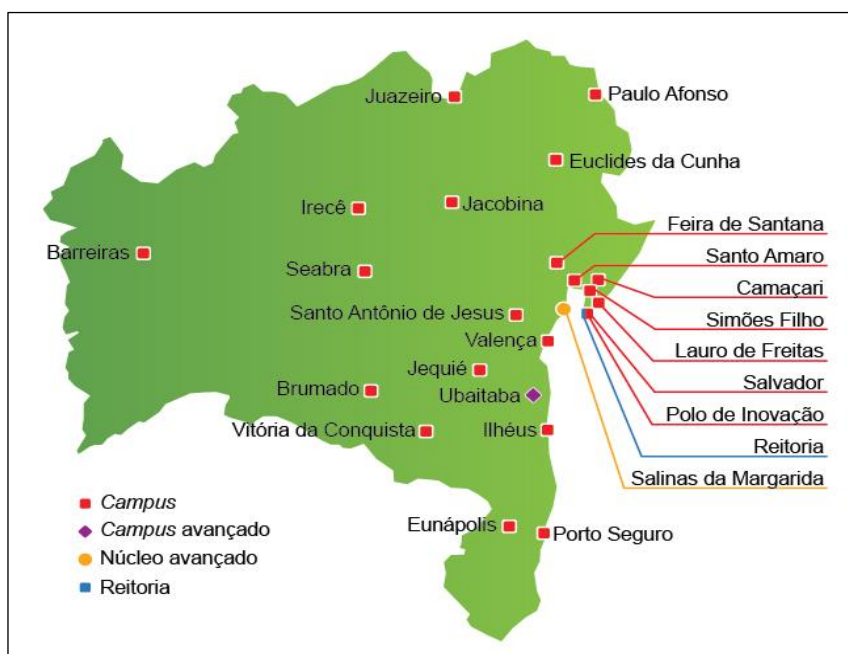 Juazeiro
Paulo Afonso
Euclides da Cunha
Irecê
Jacobina
Feira de Santana
Barreiras
Santo Amaro
Seabra
Camaçari
Santo Antônio de Jesus
Simões Filho
Valença
Lauro de Freitas
Jequié
Salvador
Brumado
Ubaitaba
Polo de Inovação
Vitória da Conquista
Ilhéus
Reitoria
Salinas da Margarida
Campus
Campus avançado
Eunápolis
Porto Seguro
Núcleo avançado
Reitoria